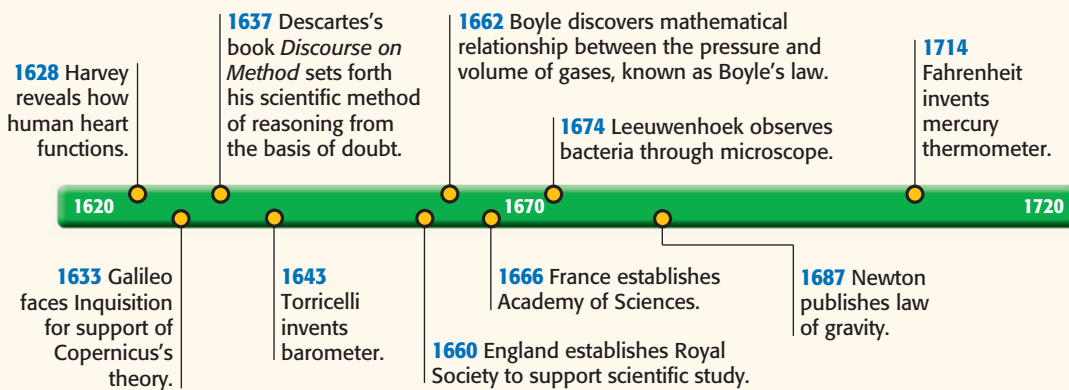 1628 Harvey
reveals how
human heart
functions.
1637 Descartes’s
book Discourse on
Method sets forth
his scientific method
of reasoning from
the basis of doubt.
1662 Boyle discovers mathematical
relationship between the pressure and
volume of gases, known as Boyle’s law.
1674 Leeuwenhoek observes
bacteria through microscope.
1714
Fahrenheit
invents
mercury
thermometer.
1620
1670
1720
1633 Galileo
faces Inquisition
for support of
Copernicus’s
theory.
1643
Torricelli
invents
barometer.
1660 England establishes Royal
Society to support scientific study.
1666 France establishes
Academy of Sciences.
1687 Newton
publishes law
of gravity.